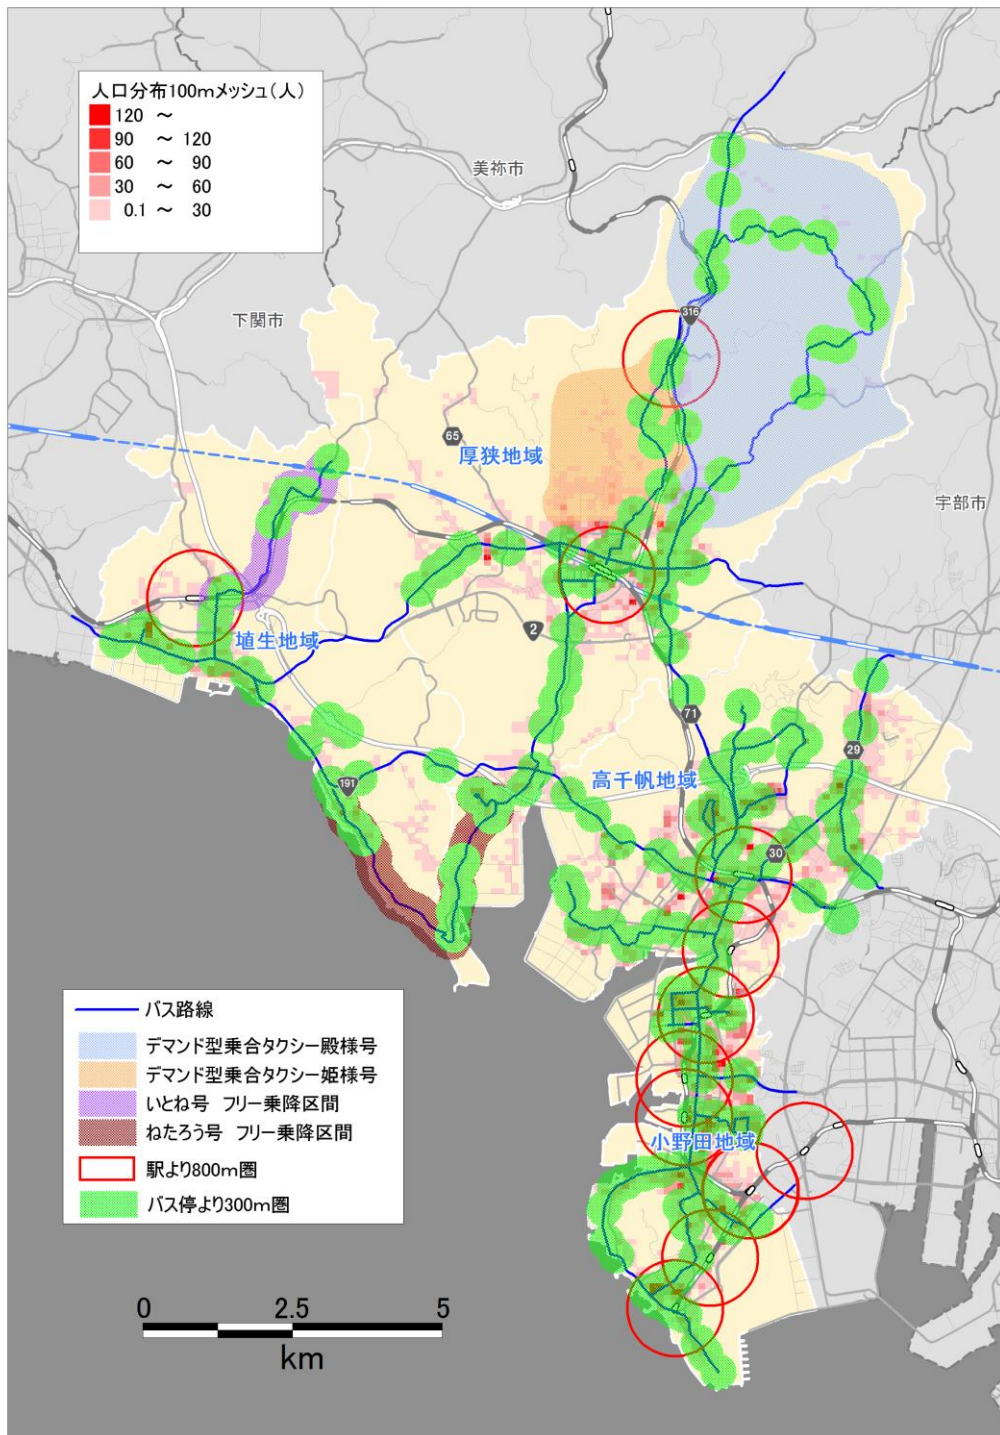 人口分布100mメッシュ(人)
120 ～
90 ～ 120
60 ～ 90
30 ～ 60
0.1 ～ 30
美祢市
下関市
316
65
厚狭地域
宇部市
2
埴生地域
71
29
高千帆地域
191
30
バス路線
デマンド型乗合タクシー殿様号
デマンド型乗合タクシー姫様号
いとね号 フリー乗降区間
ねたろう号 フリー乗降区間
駅より800m圏
バス停より300m圏
小野田地域
0 2.5 5
km